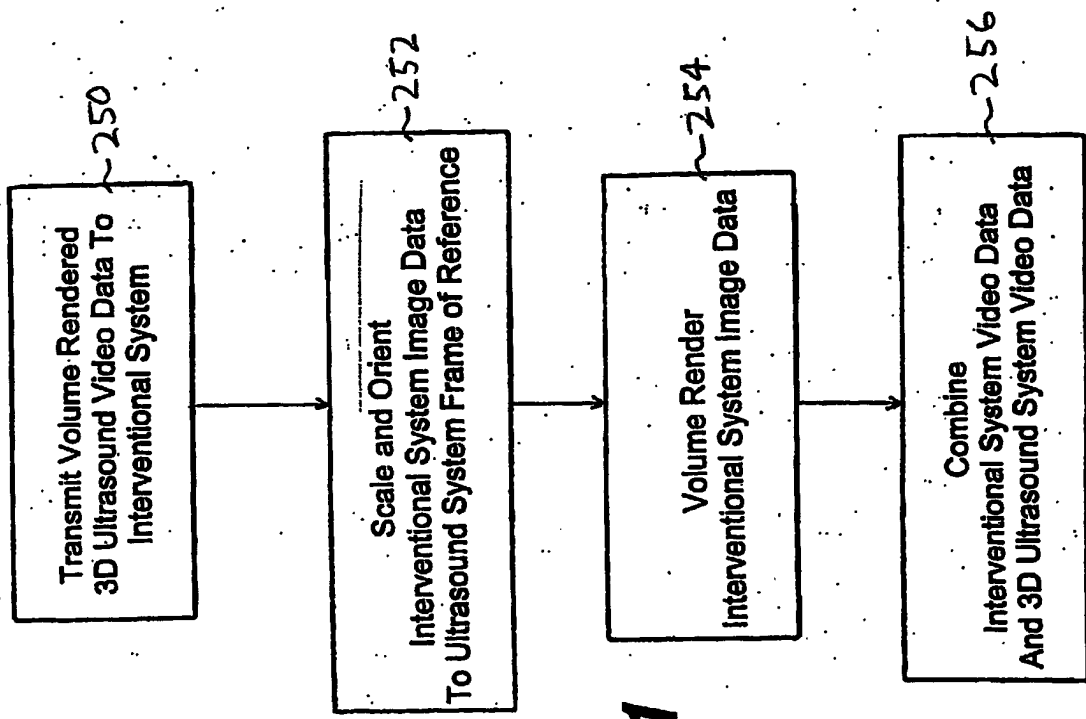 Transmit Volume Rendered
3D Ultrasound Video Data To
Interventional System
250
Scale and Orient
Interventional System Image Data
To Ultrasound System Frame of Reference
252
Volume Render
Interventional System Image Data
254
Combine
Interventional System Video Data
And 3D Ultrasound System Video Data
256